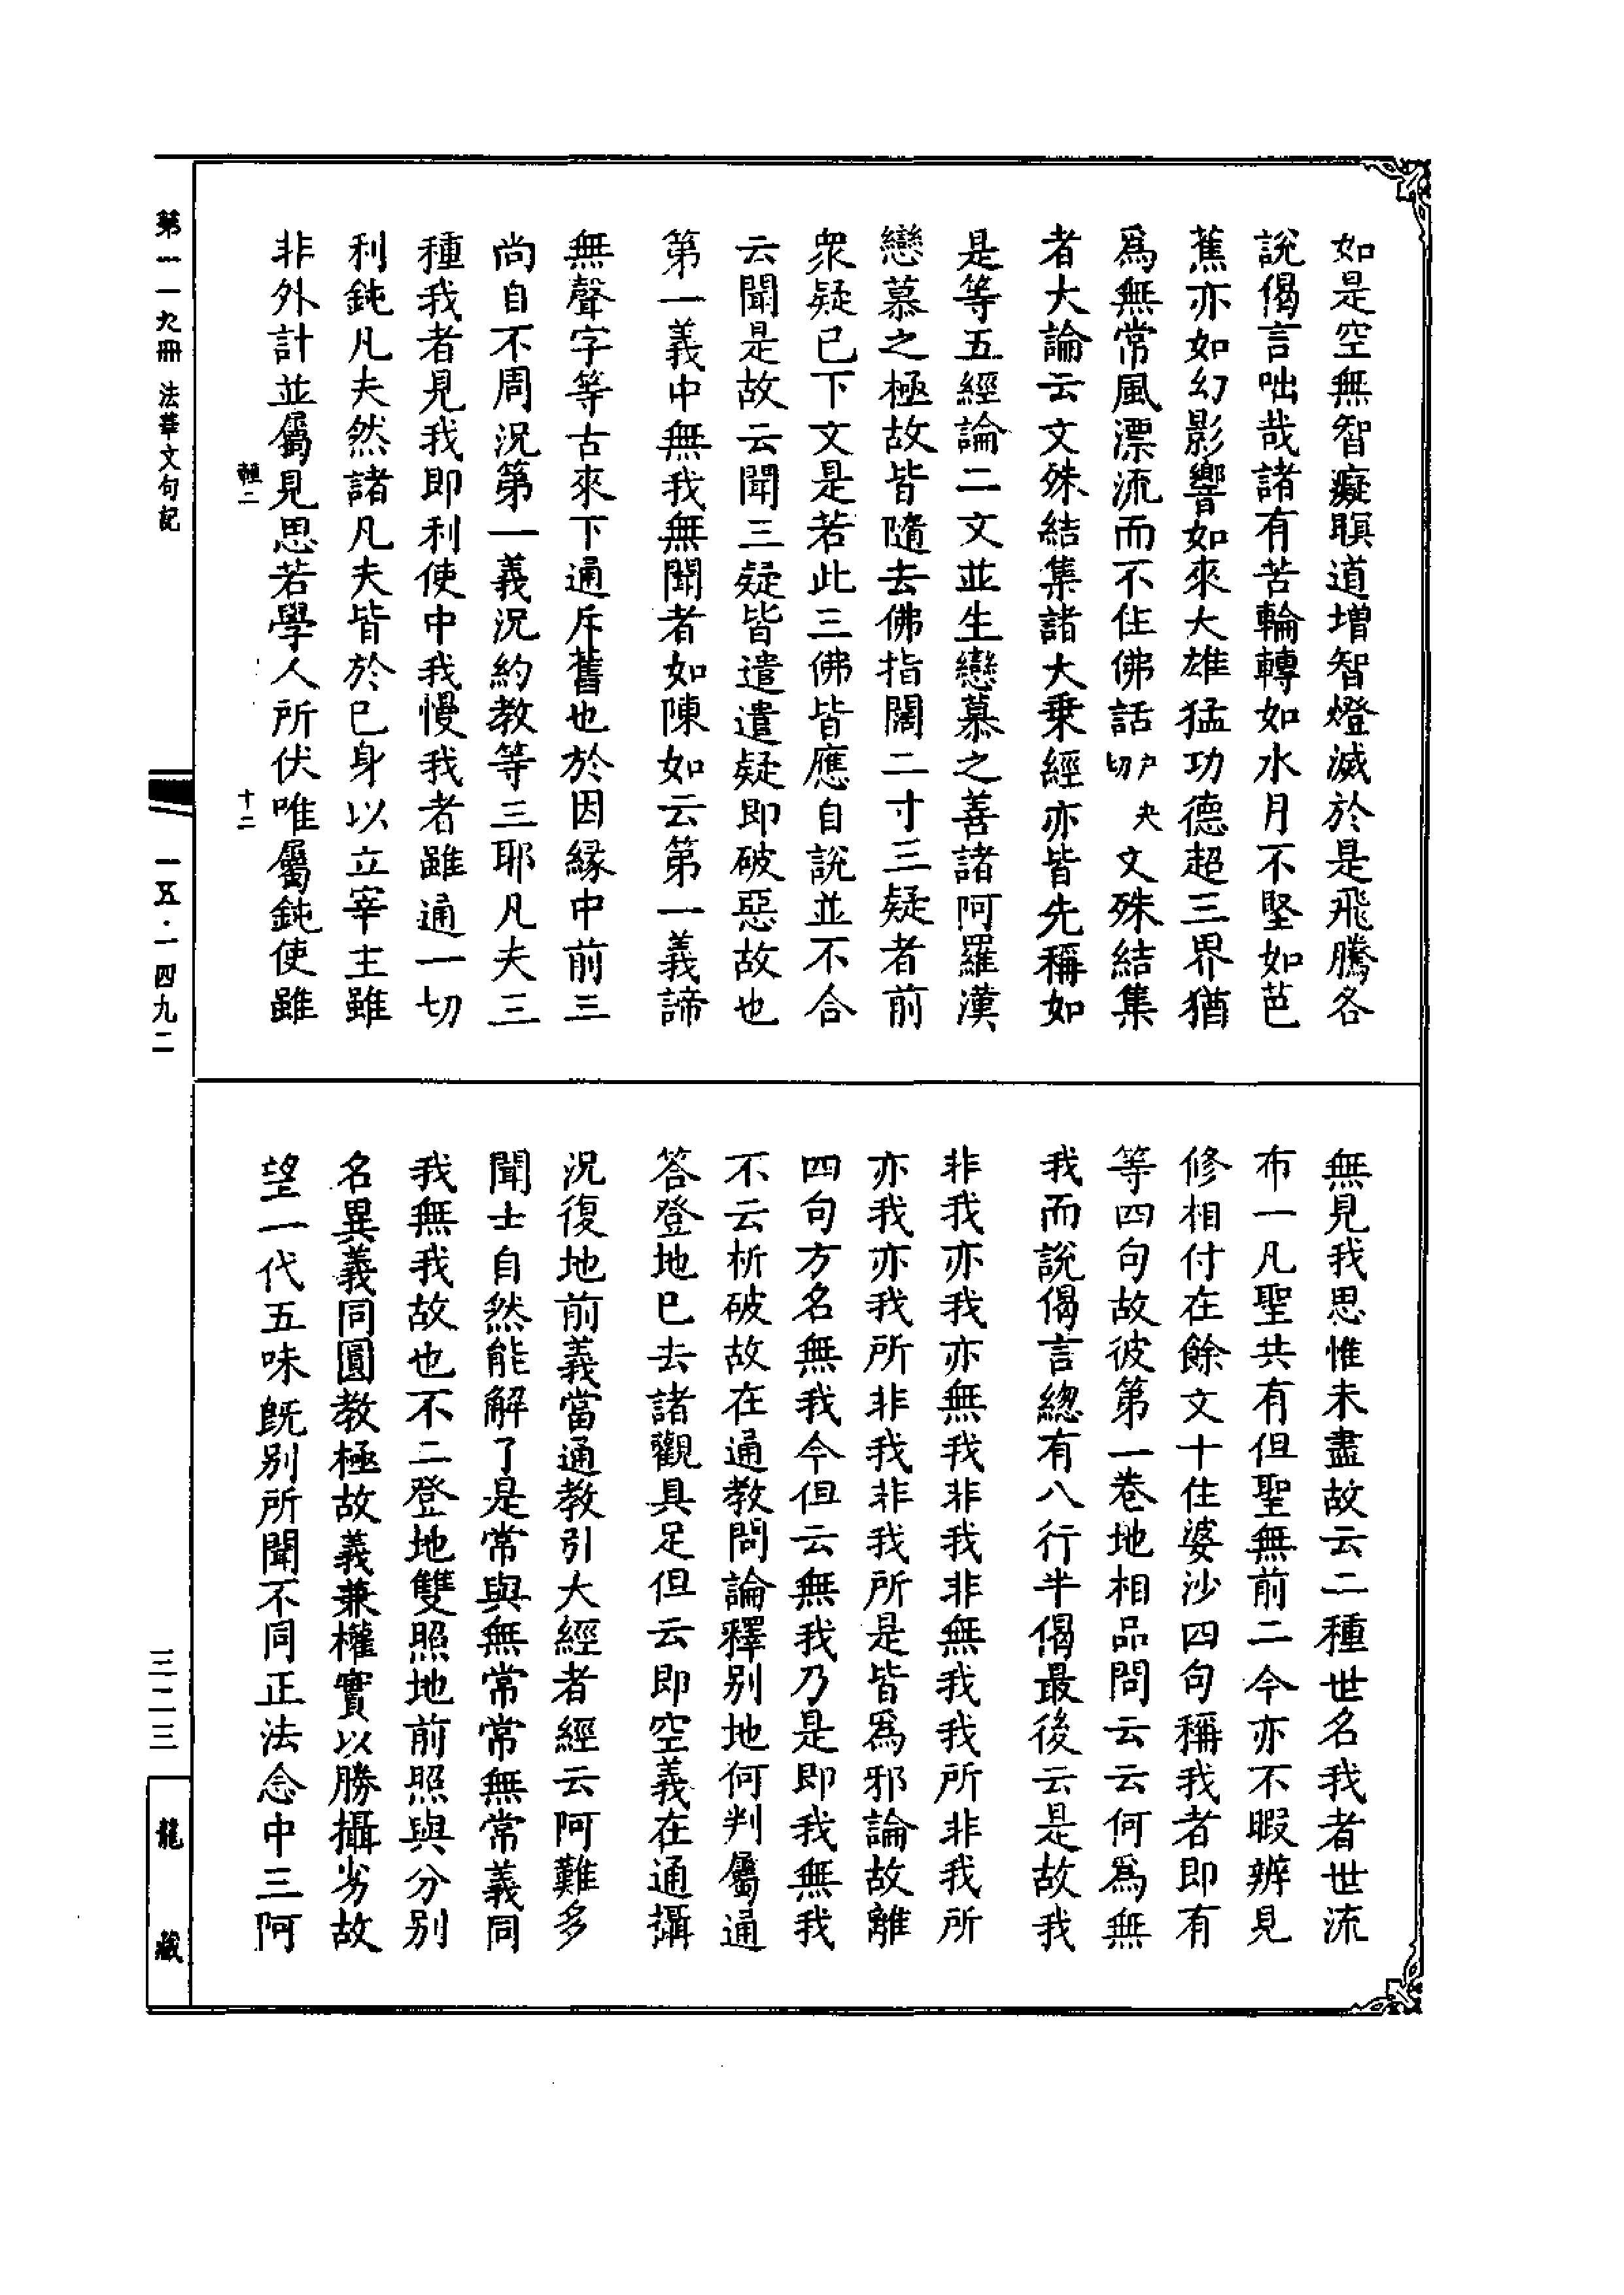 如是空無智癡瞑道增智燈滅於是飛騰各
說偈言咄哉諸有苦輪轉如水月不堅如芭
蕉亦如幻影響如來大雄猛功德超三界猶
爲無常風漂流而不住佛話户夬切文殊結集
者大論云文殊結集諸大乗經亦皆先稱如
是等五經論二文並生戀慕之善諸阿羅漢
戀慕之極故皆隨去佛指闊二寸三疑者前
衆疑已下文是若此三佛皆應自說並不合
云聞是故云聞三疑皆遣遣疑即破惡故也
第一義中無我無聞者如陳如云第一義諦
無聲字等古來下通斥舊也於因緣中前三
尚自不周況第一義況約教等三耶凡夫三
種我者見我即利使中我慢我者雖通一切
利鈍凡夫然諸凡夫皆於已身以立宰主雖
非外計並屬見思若學人所伏唯屬鈍使雖
無見我思惟未盡故云二種世名我者世流
布一凡聖共有但聖無前二今亦不暇辨見
修相付在餘文十住婆沙四句稱我者即有
等四句故彼第一巻地相品問云云何爲無
我而說偈言總有八行半偈最後云是故我
非我亦我亦無我非我非無我我所非我所
亦我亦我所非我非我所是皆爲邪論故離
四句方名無我今但云無我乃是即我無我
不云析破故在通教問論釋别地何判屬通
答登地已去諸觀具足但云即空義在通攝
況復地前義當通教引大經者經云阿難多
聞士自然能解了是常與無常常無常義同
我無我故也不二登地雙照地前照與分别
名異義同圓教極故義兼權實以勝攝劣故
望一代五味旣别所聞不同正法念中三阿
第一一九冊 法華文句記
十二
一五·一四九二
三二三
龍藏